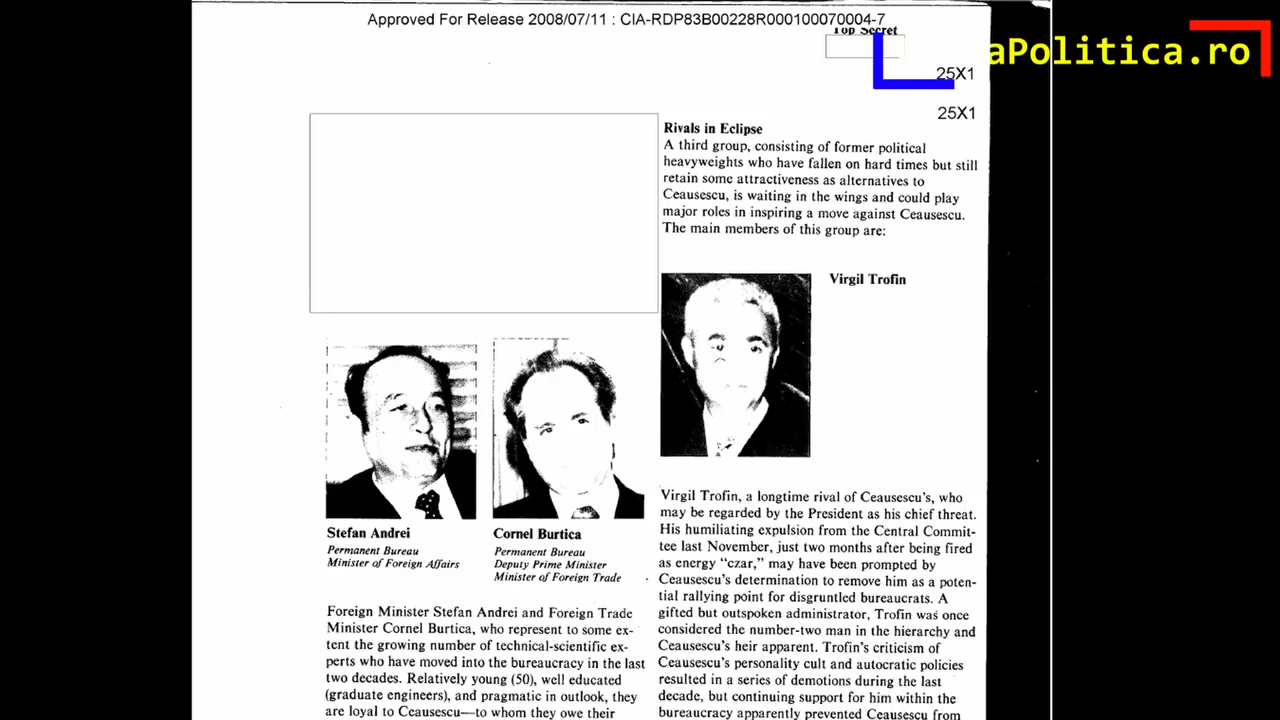 Approved For Release 2008/07/11 : CIA-RDP83B00228R000100070004-7
Top Secret
aPolitica.ro
25X1
25X1
Stefan Andrei
Permanent Bureau
Minister of Foreign Affairs
Cornel Burtica
Permanent Bureau
Deputy Prime Minister
Minister of Foreign Trade
Foreign Minister Stefan Andrei and Foreign Trade
Minister Cornel Burtica, who represent to some ex-
tent the growing number of technical-scientific ex-
perts who have moved into the bureaucracy in the last
two decades. Relatively young (50), well educated
(graduate engineers), and pragmatic in outlook, they
are loyal to Ceausescu—to whom they owe their
Rivals in Eclipse
A third group, consisting of former political
heavyweights who have fallen on hard times but still
retain some attractiveness as alternatives to
Ceausescu, is waiting in the wings and could play
major roles in inspiring a move against Ceausescu.
The main members of this group are:
Virgil Trofin
Virgil Trofin, a longtime rival of Ceausescu's, who
may be regarded by the President as his chief threat.
His humiliating expulsion from the Central Commit-
tee last November, just two months after being fired
as energy “czar,” may have been prompted by
Ceausescu's determination to remove him as a poten-
tial rallying point for disgruntled bureaucrats. A
gifted but outspoken administrator, Trofin was once
considered the number-two man in the hierarchy and
Ceausescu's heir apparent. Trofin's criticism of
Ceausescu's personality cult and autocratic policies
resulted in a series of demotions during the last
decade, but continuing support for him within the
bureaucracy apparently prevented Ceausescu from